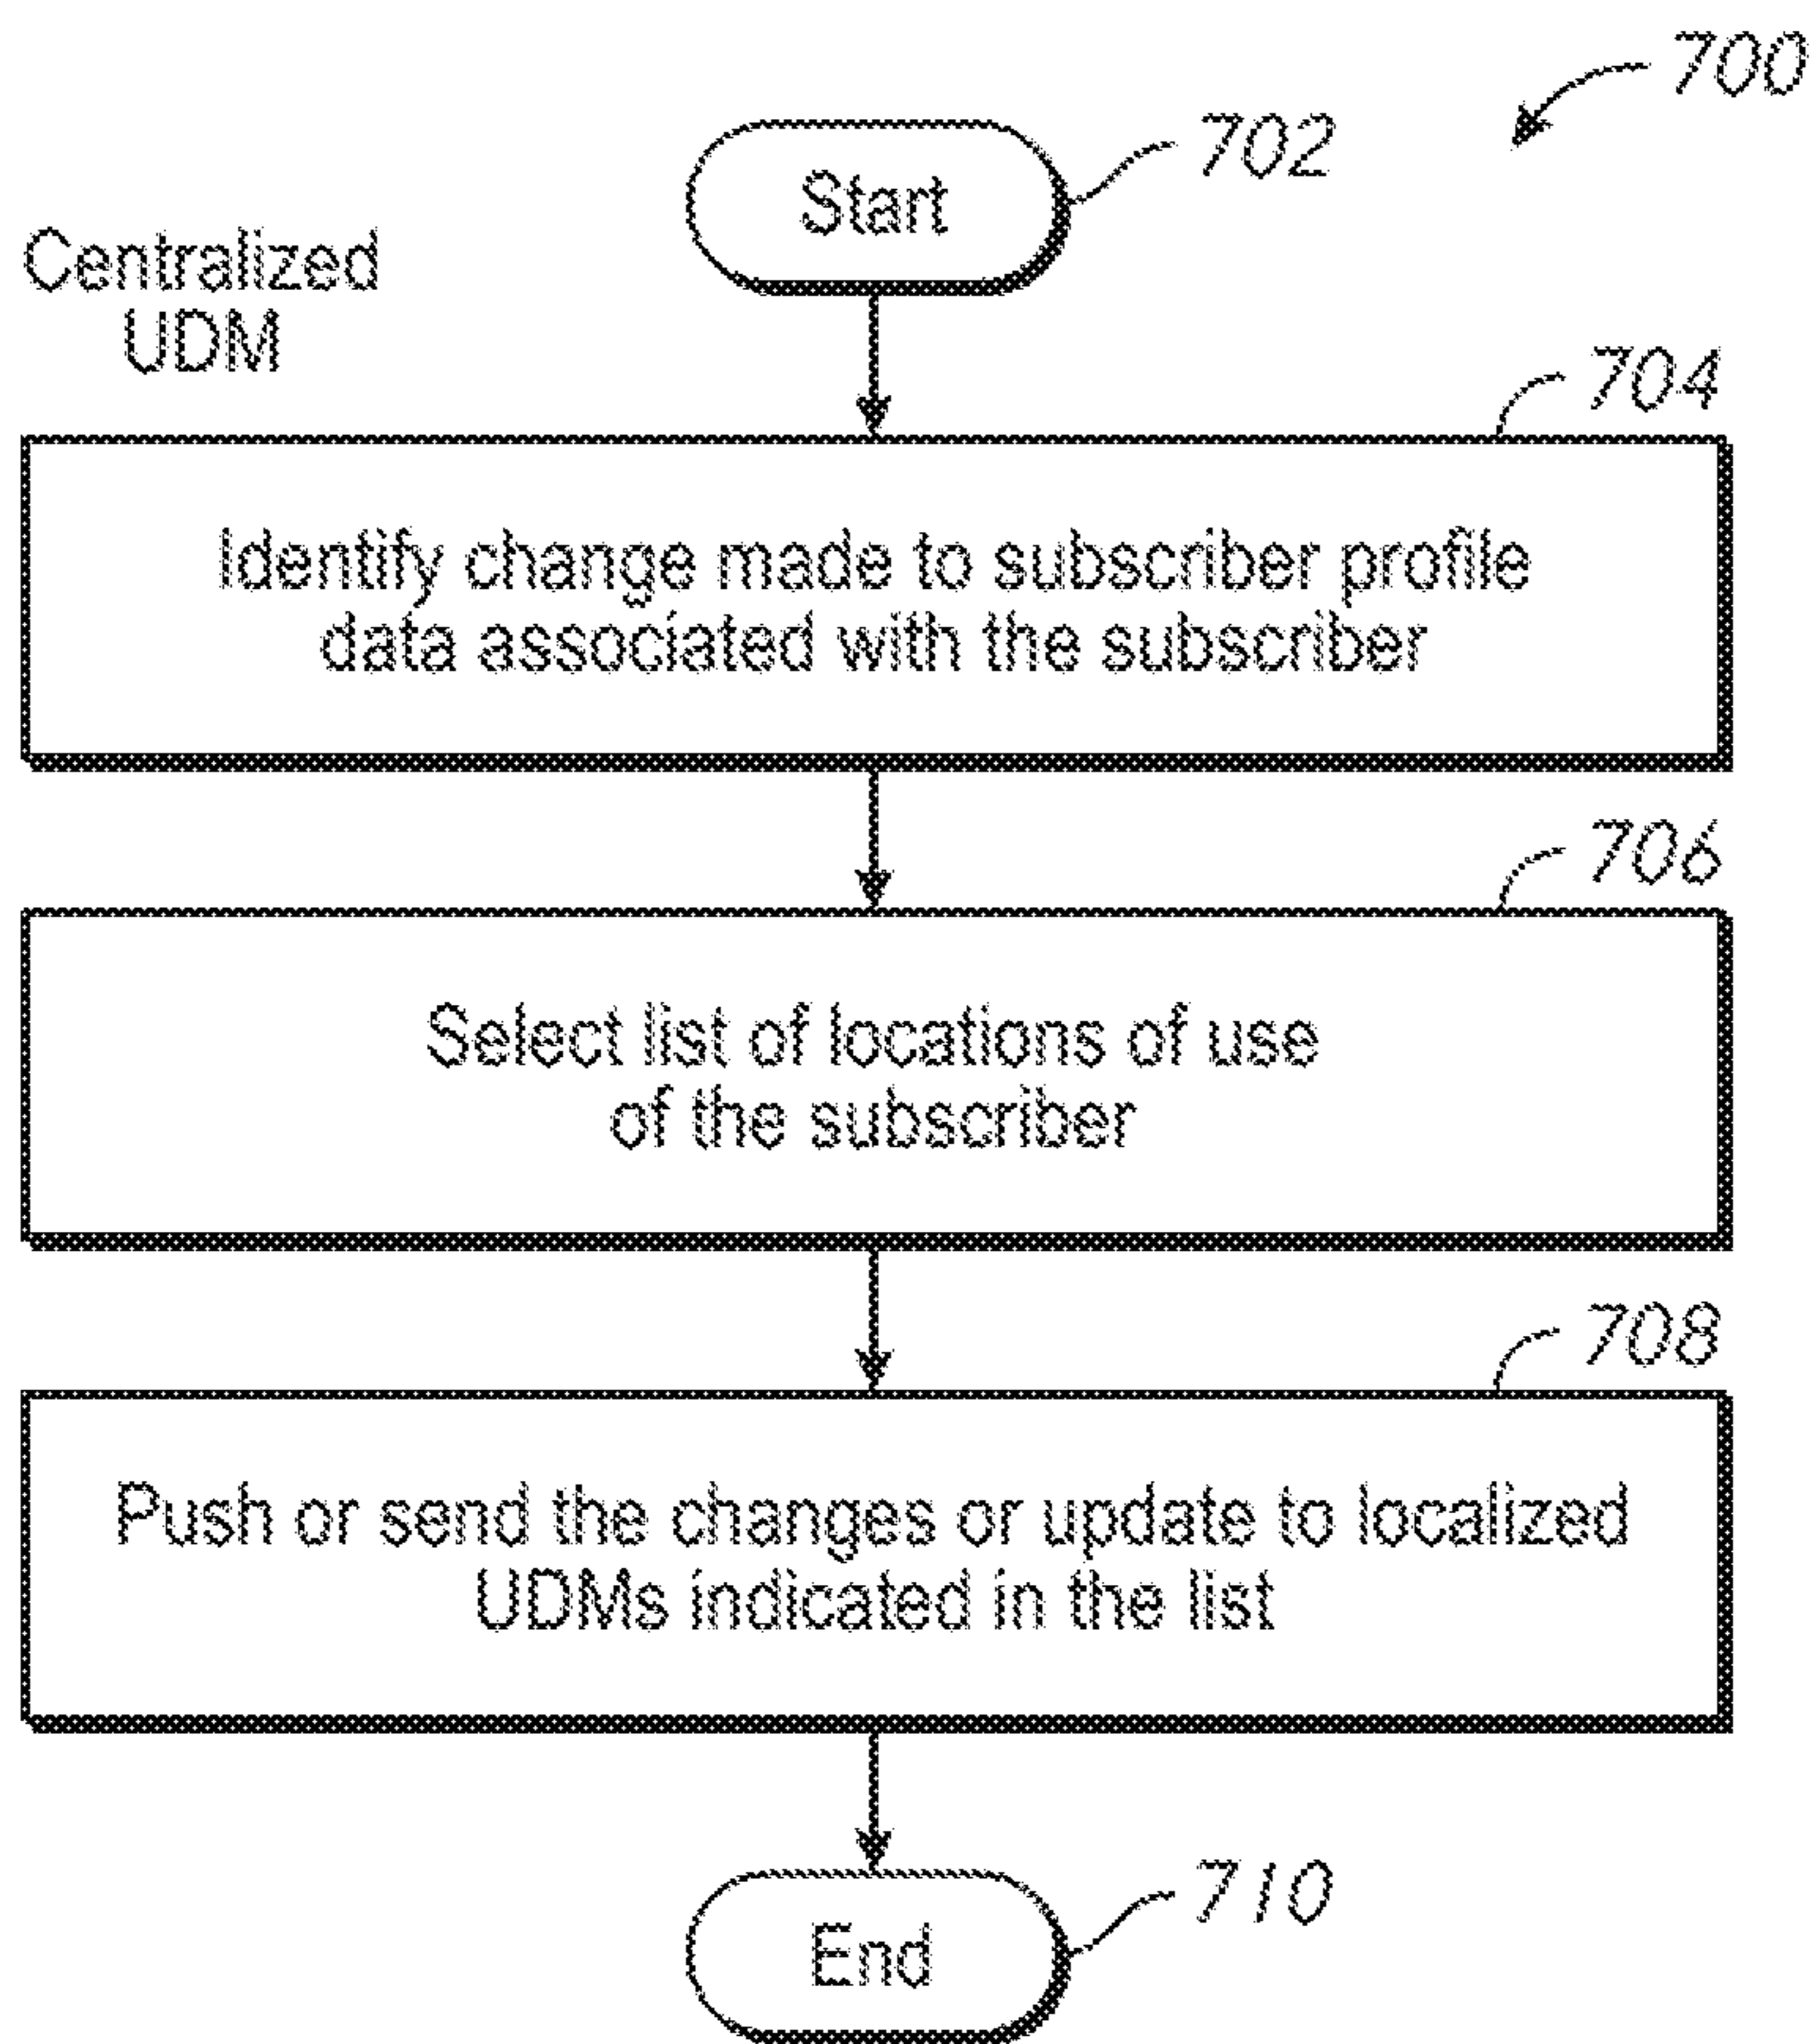 700
Start
702
Centralized
UDM
704
Identify change made to subscriber profile
data associated with the subscriber
706
Select list of locations of use
of the subscriber
708
Push or send the changes or update to localized
UDMs indicated in the list
End
710